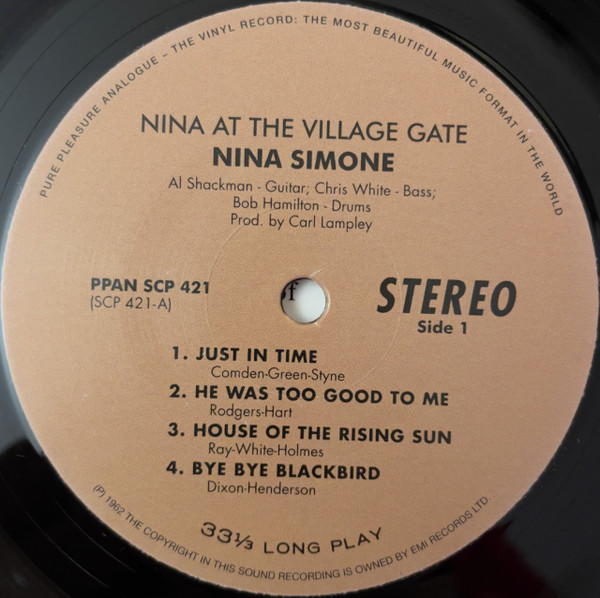 PURE PLEASURE ANALOGUE – THE VINYL RECORD: THE MOST BEAUTIFUL MUSIC FORMAT IN THE WORLD
NINA AT THE VILLAGE GATE
NINA SIMONE
Al Shackman - Guitar; Chris White - Bass;
Bob Hamilton - Drums
Prod. by Carl Lampley
PPAN SCP 421
(SCP 421-A)
f
STEREO
Side 1
1. JUST IN TIME
Comden-Green-Styne
2. HE WAS TOO GOOD TO ME
Rodgers-Hart
3. HOUSE OF THE RISING SUN
Ray-White-Holmes
4. BYE BYE BLACKBIRD
Dixon-Henderson
33⅓ LONG PLAY
(P) 1962 THE COPYRIGHT IN THIS SOUND RECORDING IS OWNED BY EMI RECORDS LTD.